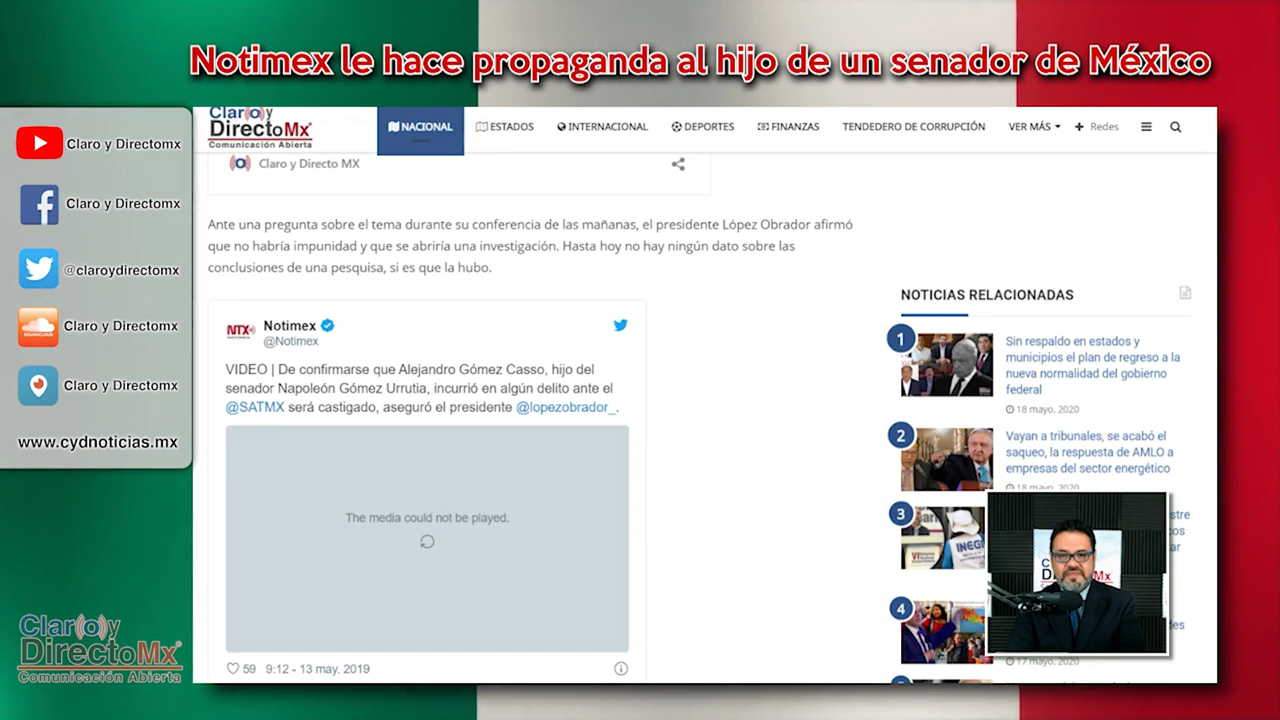 Notimex le hace propaganda al hijo de un senador de México
Claro y Directomx
Claro y Directomx
@claroydirectomx
SOUNDCLOUD
Claro y Directomx
Claro y Directomx
www.cydnoticias.mx
Claroy
DirectoMx
Comunicación Abierta
NACIONAL
ESTADOS
INTERNACIONAL
DEPORTES
FINANZAS
TENDEDERO DE CORRUPCIÓN
VER MÁS
Redes
Claro y Directo MX
Ante una pregunta sobre el tema durante su conferencia de las mañanas, el presidente López Obrador afirmó
que no habría impunidad y que se abriría una investigación. Hasta hoy no hay ningún dato sobre las
conclusiones de una pesquisa, si es que la hubo.
NTX
Notimex
@Notimex
VIDEO | De confirmarse que Alejandro Gómez Casso, hijo del
senador Napoleón Gómez Urrutia, incurrió en algún delito ante el
@SATMX será castigado, aseguró el presidente @lopezobrador_.
The media could not be played.
59 9:12 - 13 may. 2019
NOTICIAS RELACIONADAS
1
Sin respaldo en estados y
municipios el plan de regreso a la
nueva normalidad del gobierno
federal
18 mayo, 2020
2
Vayan a tribunales, se acabó el
saqueo, la respuesta de AMLO a
empresas del sector energético
18 mayo, 2020
3
INEGI
4
17 mayo, 2020
Claroy
DirectoMx
Comunicación Abierta